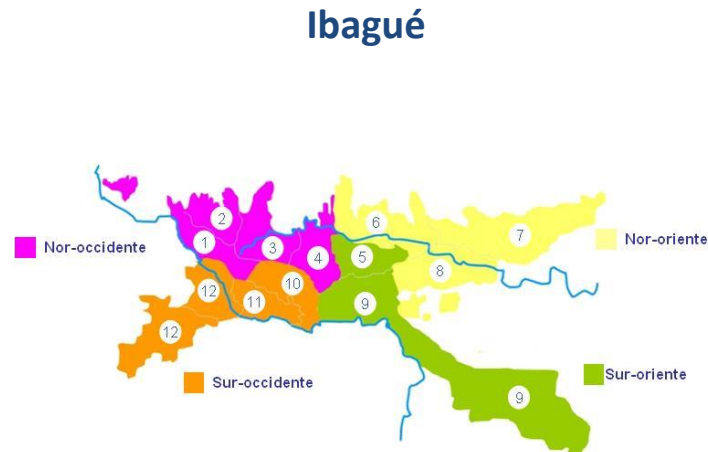 Ibagué
2
6
7
1
Nor-occidente
3
4
5
Nor-oriente
8
12
10
11
9
12
Sur-occidente
Sur-oriente
9